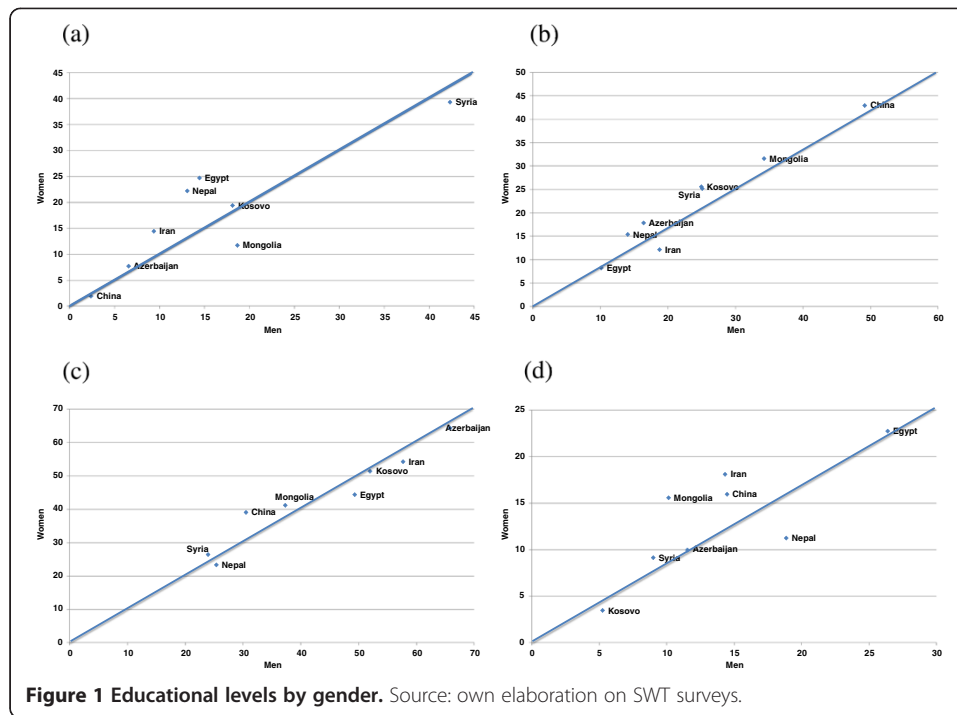 (a)
45
40
35
30
25
20
15
10
5
0
Women
Syria
Egypt
Nepal
Kosovo
Iran
Mongolia
Azerbaijan
China
0 5 10 15 20 25 30 35 40 45
Men
(b)
50
45
40
35
30
25
20
15
10
5
0
Women
China
Mongolia
Kosovo
Syria
Azerbaijan
Nepal
Iran
Egypt
0 10 20 30 40 50 60
Men
(c)
70
60
50
40
30
20
10
0
Women
Azerbaijan
Iran
Kosovo
Egypt
Mongolia
China
Syria
Nepal
0 10 20 30 40 50 60 70
Men
(d)
25
20
15
10
5
0
Women
Egypt
Iran
China
Mongolia
Nepal
Azerbaijan
Syria
Kosovo
0 5 10 15 20 25 30
Men
Figure 1 Educational levels by gender. Source: own elaboration on SWT surveys.